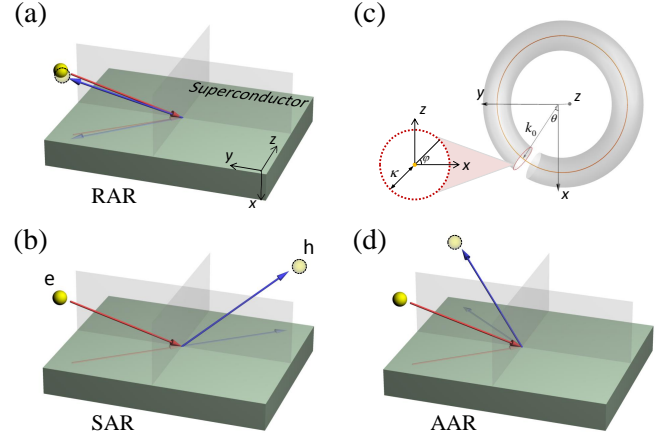 (a)
Superconductor
z
y
x
RAR
(b)
e
h
SAR
(c)
y
z
θ
k₀
x
z
φ
x
κ
(d)
AAR